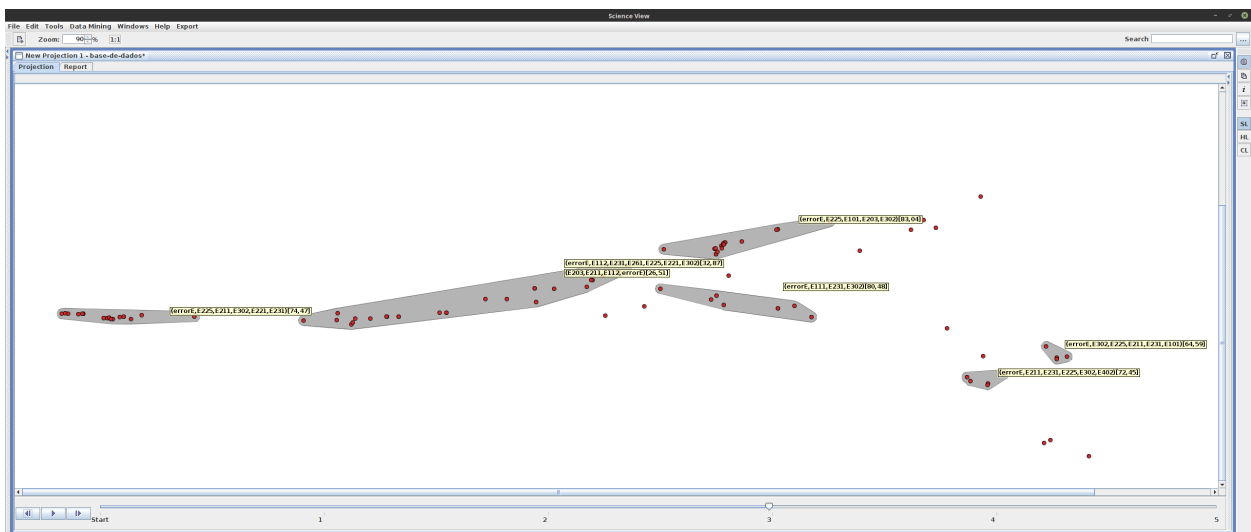 Science View
File Edit Tools Data Mining Windows Help Export
Zoom: 90 % 1:1 Search ...
New Projection 1 - base-de-dados*
Projection Report
i
SL
HL
CL
(errorE,E225,E101,E203,E302)[83,04]
(errorE,E112,E231,E261,E225,E221,E302)[32,87]
(E203,E211,E112,errorE)[26,51]
(errorE,E111,E231,E302)[80,48]
(errorE,E225,E211,E302,E221,E231)[74,47]
(errorE,E302,E225,E211,E231,E101)[64,59]
(errorE,E211,E231,E225,E302,E402)[72,45]
Start 1 2 3 4 5